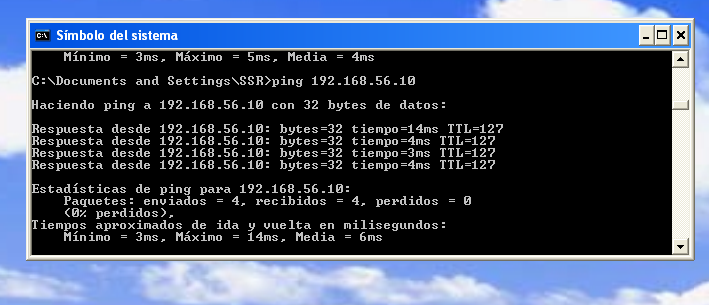 C:\ Símbolo del sistema
Mínimo = 3ms, Máximo = 5ms, Media = 4ms
C:\Documents and Settings\SSR>ping 192.168.56.10
Haciendo ping a 192.168.56.10 con 32 bytes de datos:
Respuesta desde 192.168.56.10: bytes=32 tiempo=14ms TTL=127
Respuesta desde 192.168.56.10: bytes=32 tiempo=4ms TTL=127
Respuesta desde 192.168.56.10: bytes=32 tiempo=3ms TTL=127
Respuesta desde 192.168.56.10: bytes=32 tiempo=4ms TTL=127
Estadísticas de ping para 192.168.56.10:
Paquetes: enviados = 4, recibidos = 4, perdidos = 0
(0% perdidos),
Tiempos aproximados de ida y vuelta en milisegundos:
Mínimo = 3ms, Máximo = 14ms, Media = 6ms